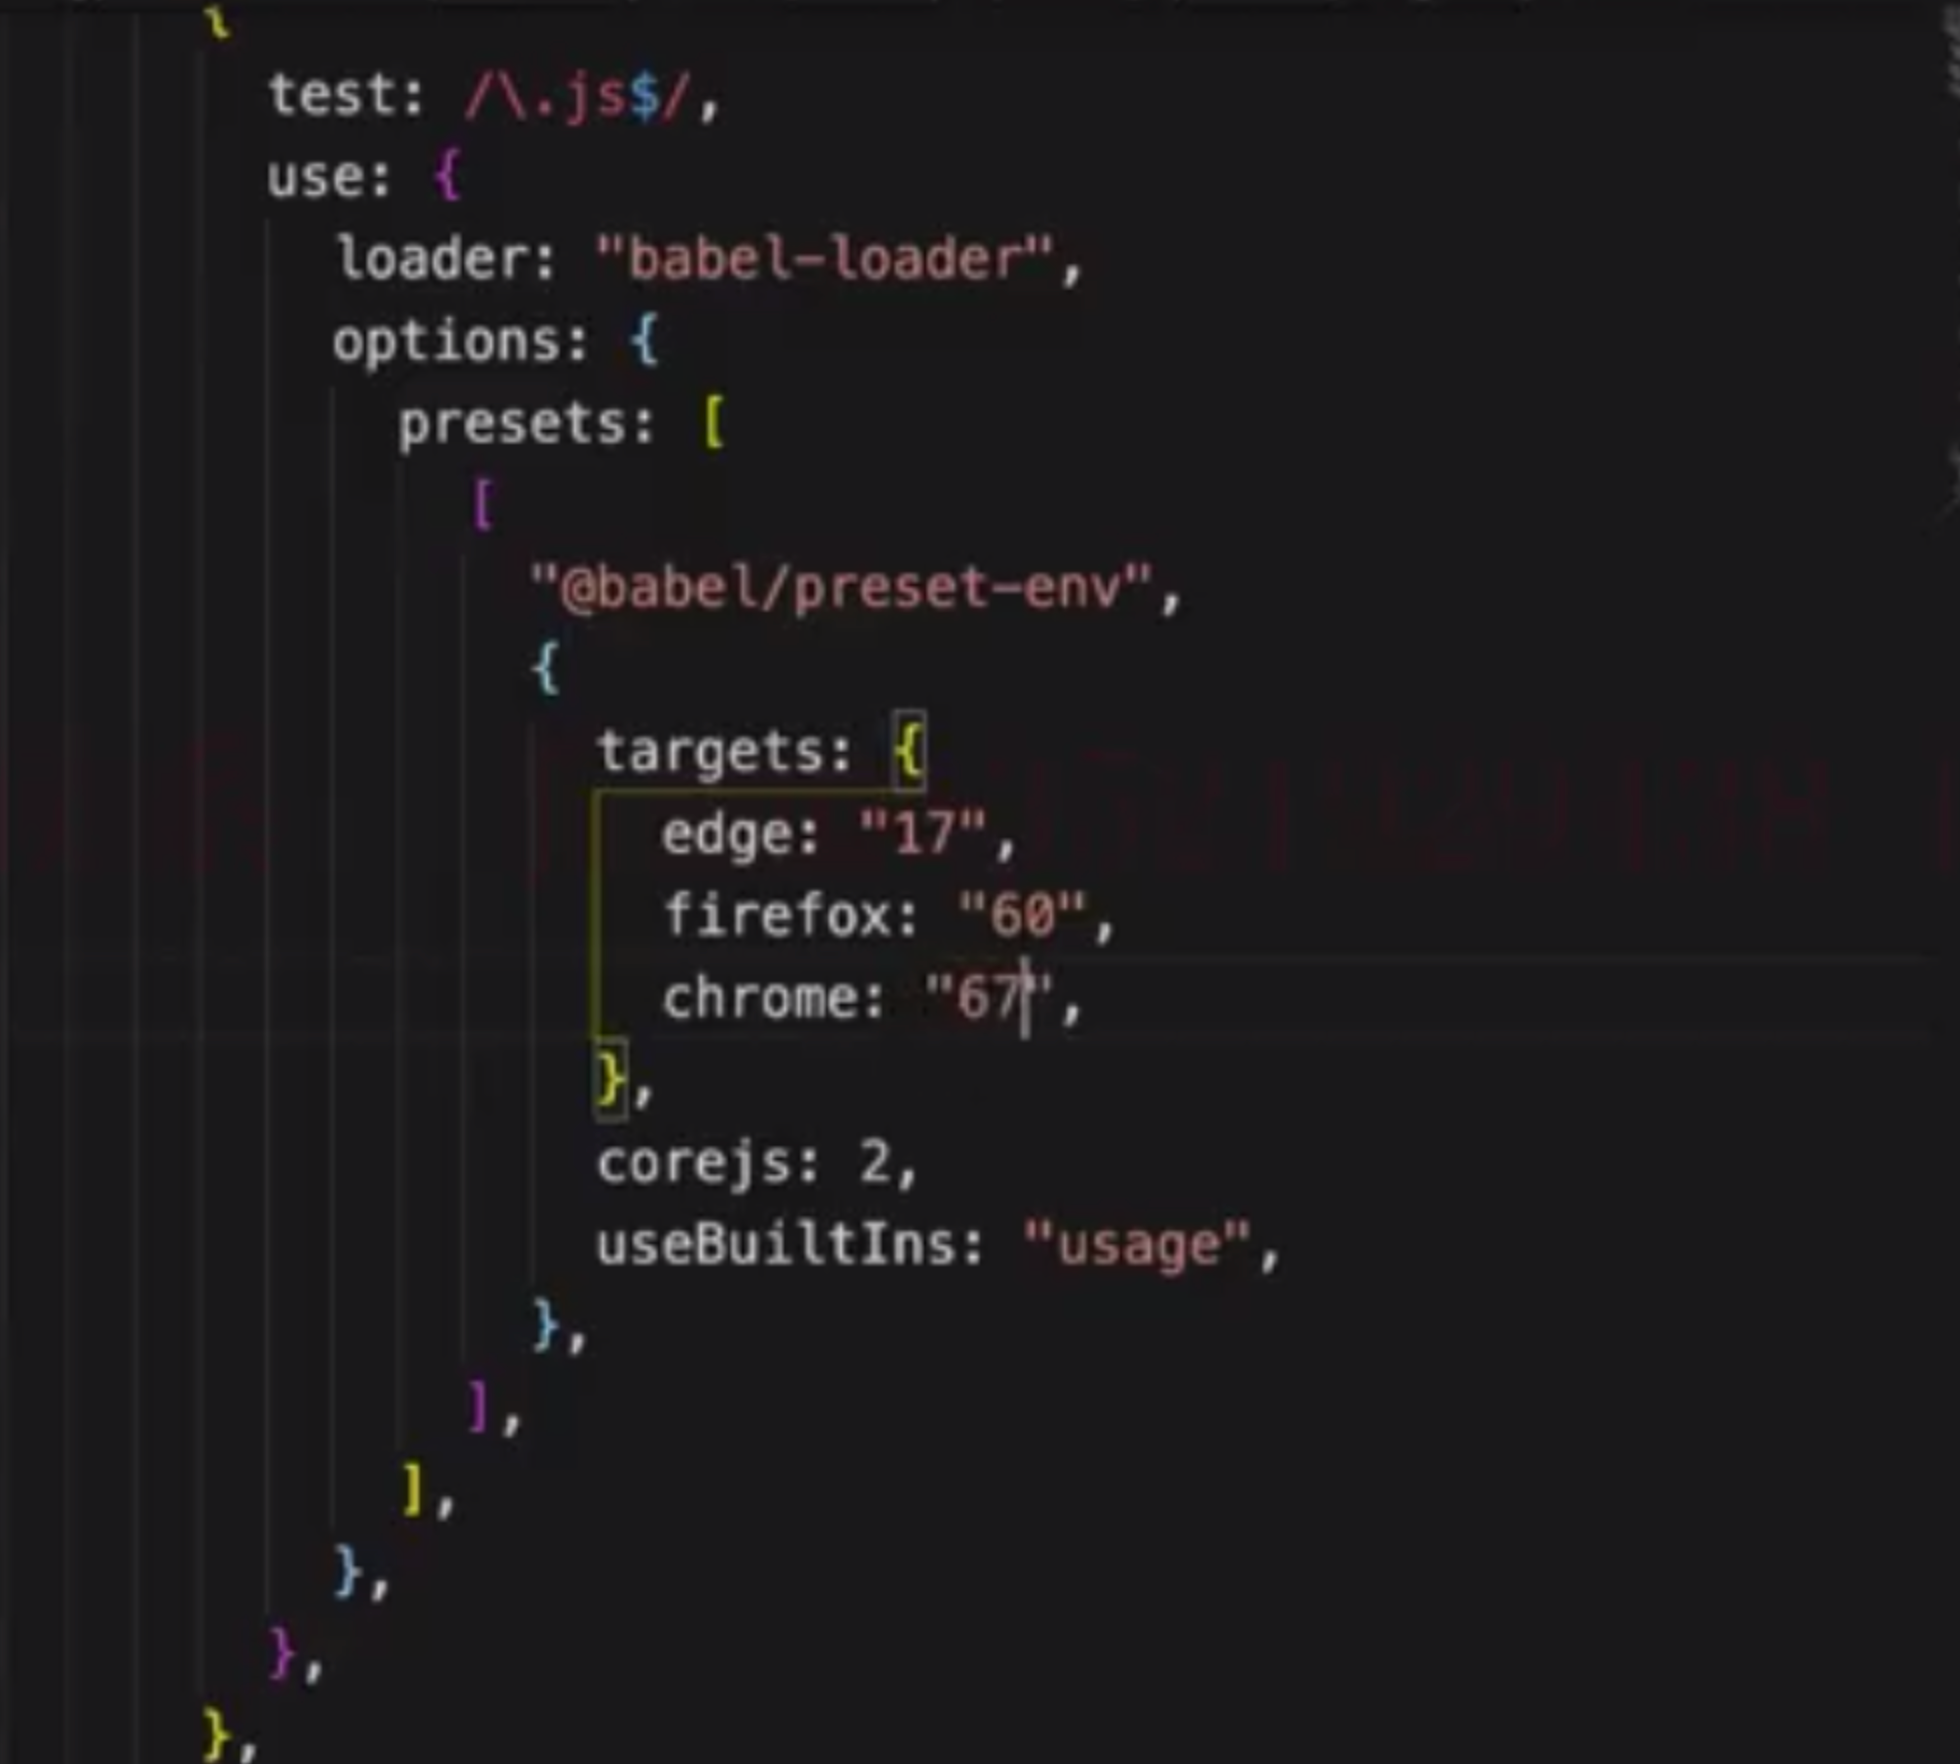 {
test: /\.js$/,
use: {
loader: "babel-loader",
options: {
presets: [
[
"@babel/preset-env",
{
targets: {
edge: "17",
firefox: "60",
chrome: "67",
},
corejs: 2,
useBuiltIns: "usage",
},
],
],
},
},
},